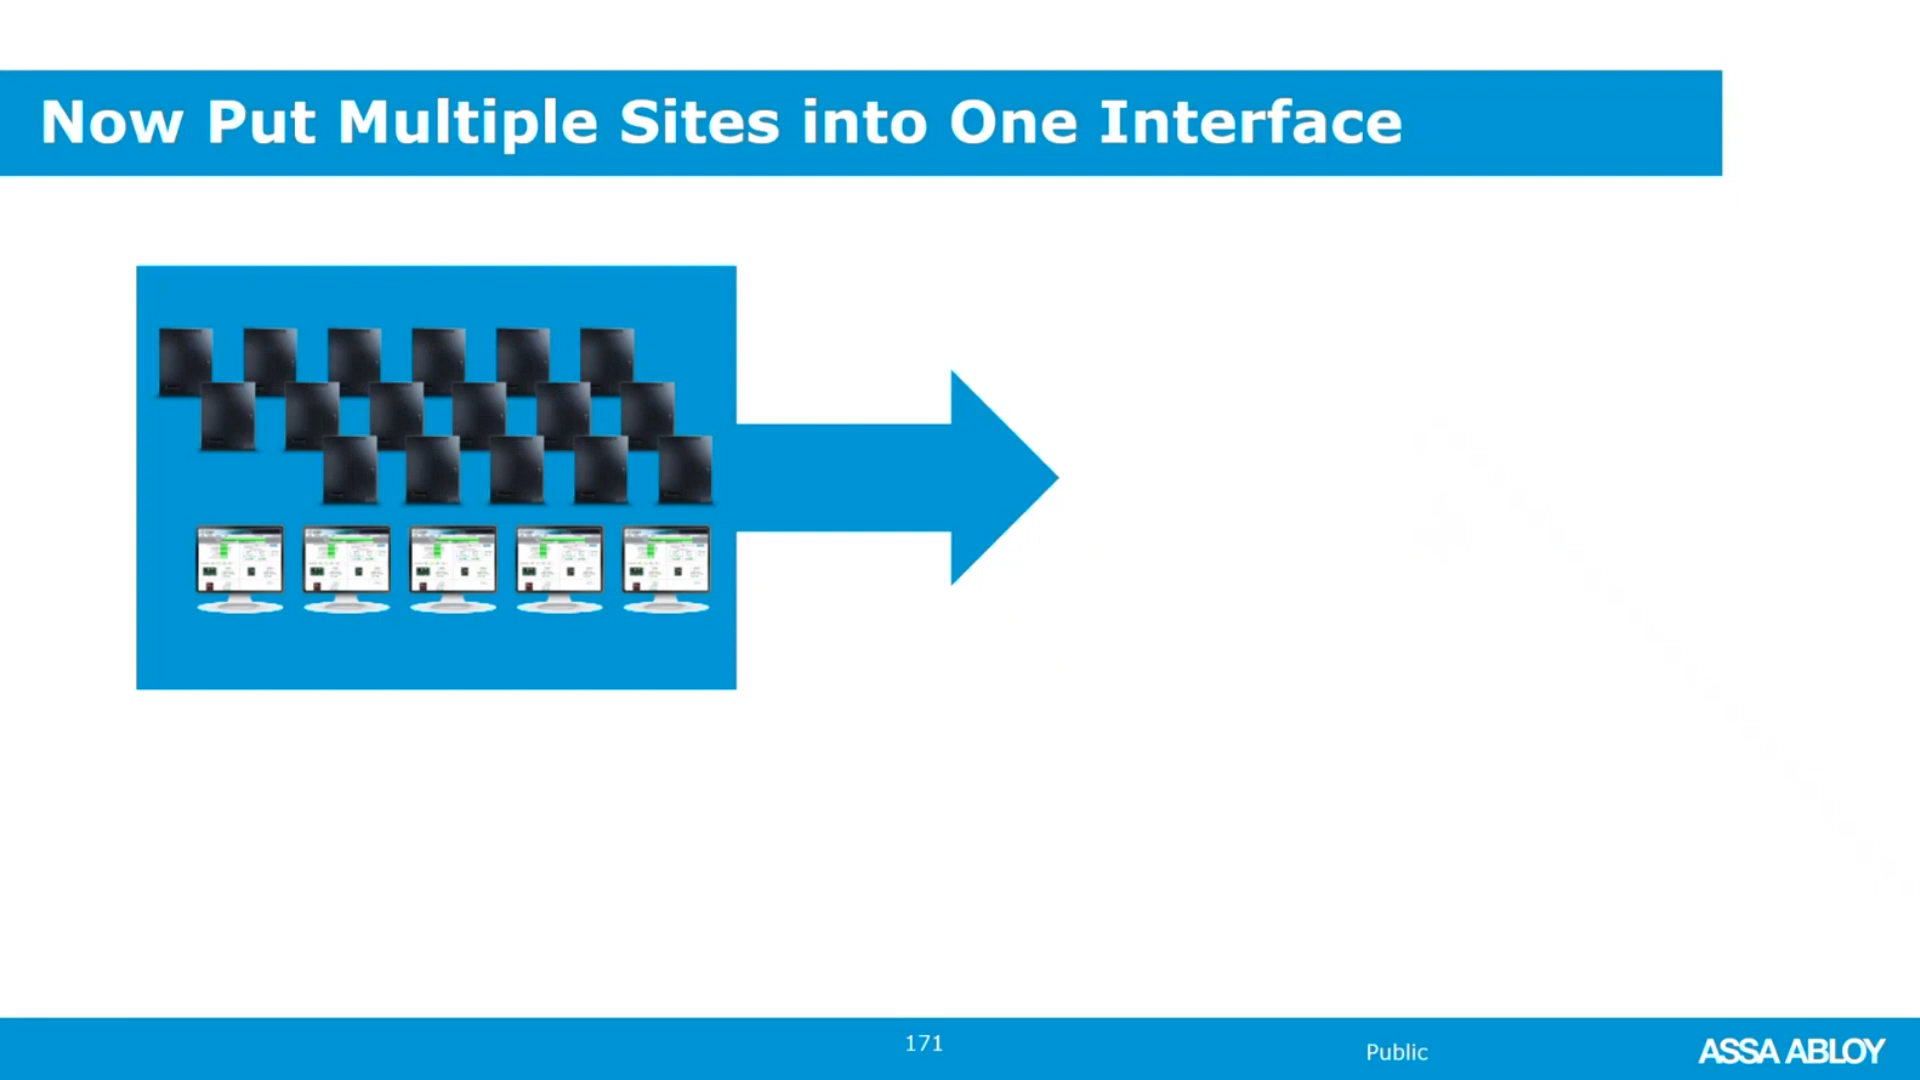 Now Put Multiple Sites into One Interface
171
Public
ASSA ABLOY